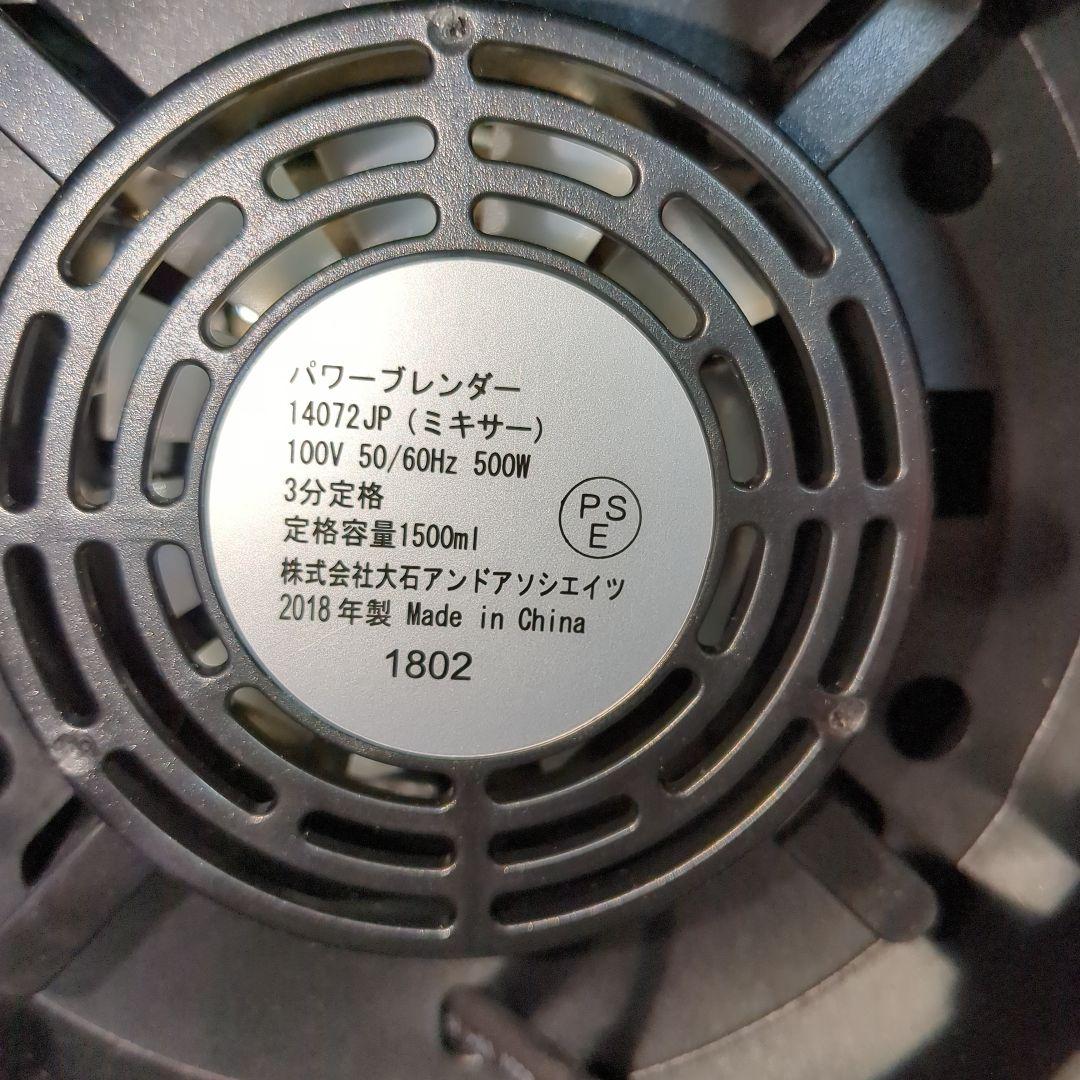 パワーブレンダー
14072JP (ミキサー)
100V 50/60Hz 500W
3分定格
定格容量1500ml
PS
E
株式会社大石アンドアソシエイツ
2018年製 Made in China
1802